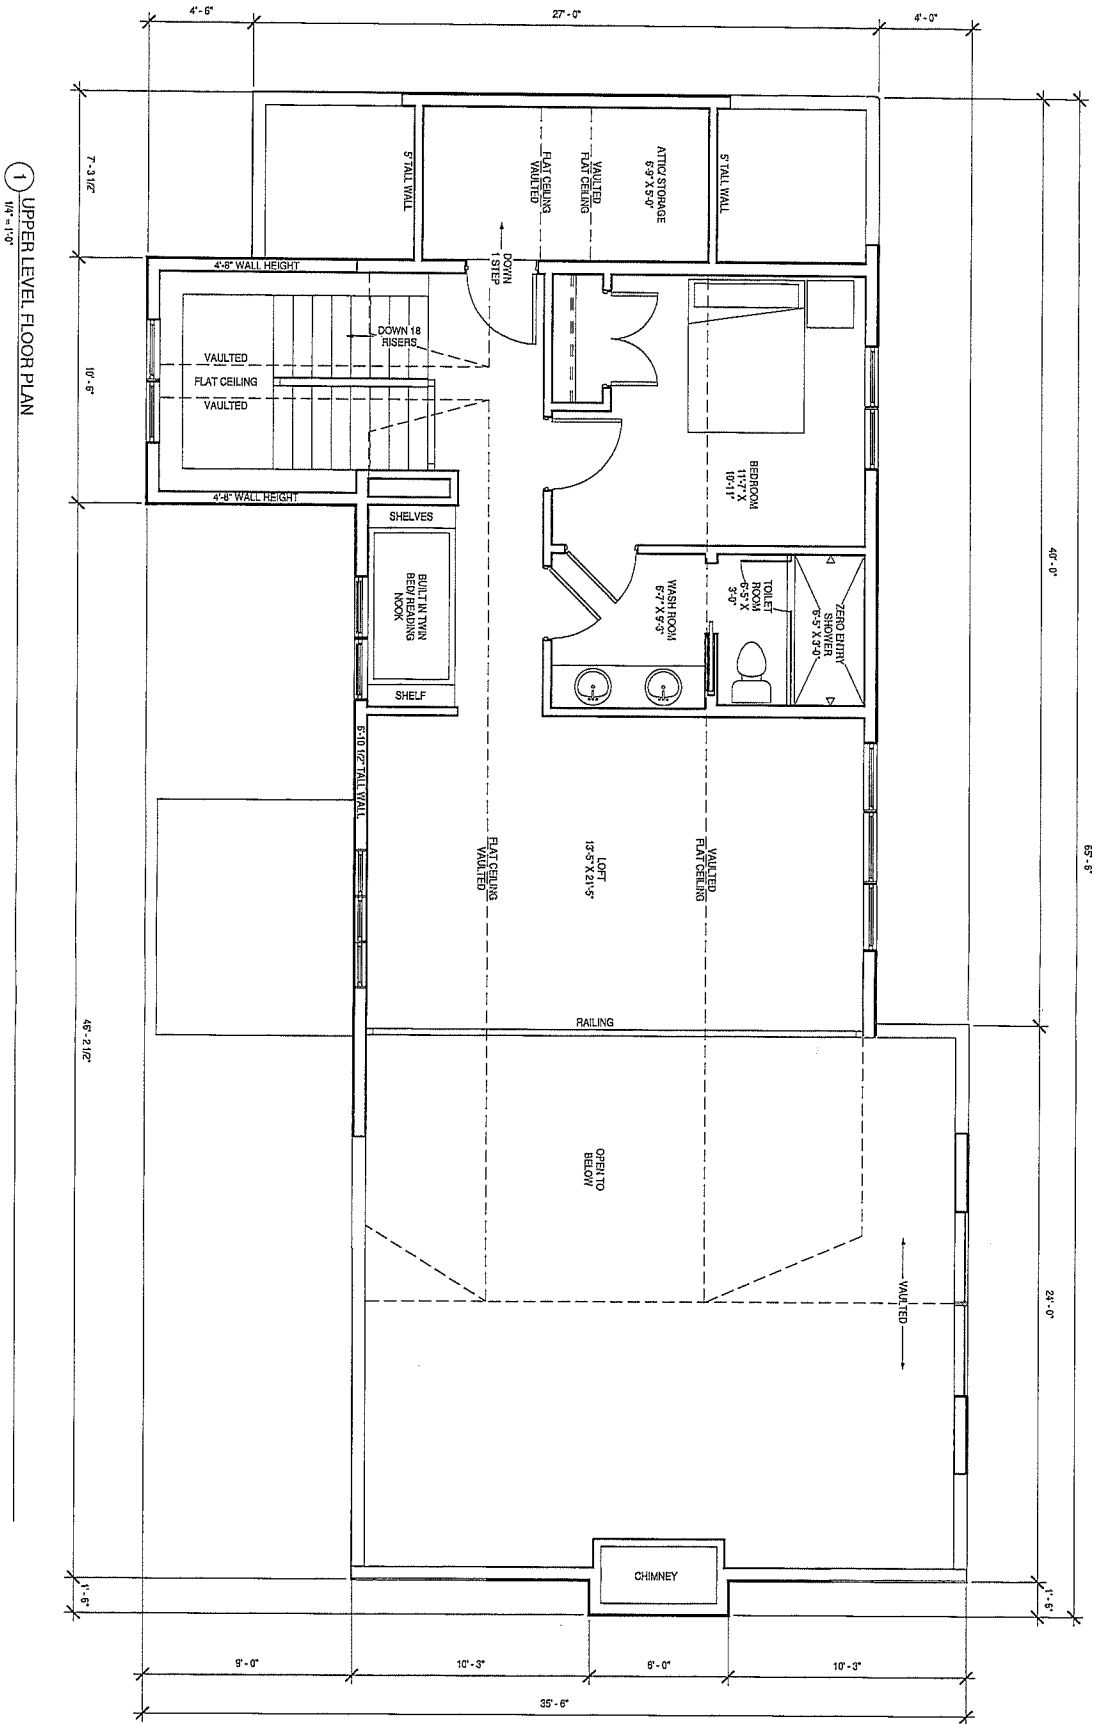 4'-6"
27'-0"
4'-0"
7'-3 1/2"
10'-6"
46'-2 1/2"
1'-6"
40'-0"
24'-0"
1'-6"
65'-6"
5' TALL WALL
FLAT CEILING
VAULTED
VAULTED
FLAT CEILING
ATTIC/ STORAGE
6'-9" X 5'-0"
5' TALL WALL
DOWN
1 STEP
4'-8" WALL HEIGHT
DOWN 18
RISERS
VAULTED
FLAT CEILING
VAULTED
4'-8" WALL HEIGHT
BEDROOM
11'-7" X
10'-11"
SHELVES
BUILT IN TWIN
BED/ READING
NOOK
SHELF
WASH ROOM
6'-7" X 9'-3"
TOILET
ROOM
6'-5" X
3'-0"
ZERO ENTRY
SHOWER
6'-5" X 3'-0"
6'-10 1/2" TALL WALL
FLAT CEILING
VAULTED
LOFT
13'-5" X 21'-5"
VAULTED
FLAT CEILING
RAILING
OPEN TO
BELOW
VAULTED
CHIMNEY
9'-0"
10'-3"
6'-0"
10'-3"
35'-6"
1 UPPER LEVEL FLOOR PLAN
1/4" = 1'-0"